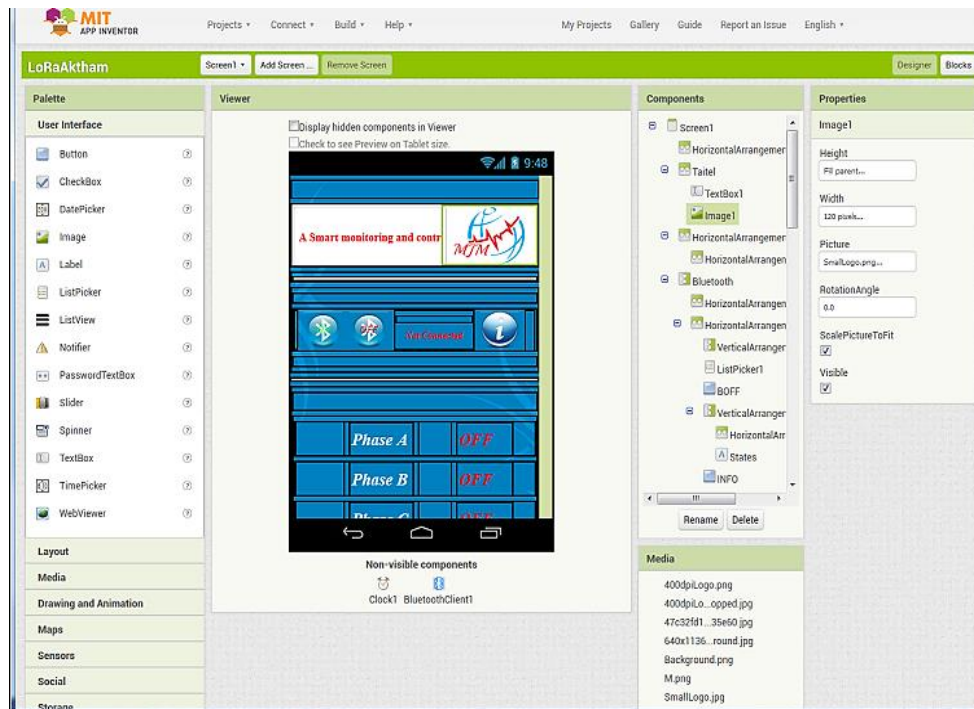 MIT
APP INVENTOR
Projects Connect Build Help My Projects Gallery Guide Report an Issue English
LoRaAktham Screen1 Add Screen ... Remove Screen Designer Blocks
Palette
User Interface
Button
CheckBox
DatePicker
Image
Label
ListPicker
ListView
Notifier
PasswordTextBox
Slider
Spinner
TextBox
TimePicker
WebViewer
Layout
Media
Drawing and Animation
Maps
Sensors
Social
Storage
Viewer
Display hidden components in Viewer
Check to see Preview on Tablet size.
9:48
A Smart monitoring and contr
MJM
OFF
Not Connected
i
Phase A OFF
Phase B OFF
Phase C OFF
Non-visible components
Clock1 BluetoothClient1
Components
Screen1
HorizontalArrangemer
Taitel
TextBox1
Image1
HorizontalArrangemer
HorizontalArrangen
Bluetooth
HorizontalArrangen
HorizontalArrangen
VerticalArranger
ListPicker1
BOFF
VerticalArranger
HorizontalArr
States
INFO
Rename Delete
Media
400dpiLogo.png
400dpiLo...opped.jpg
47c32fd1...35e60.jpg
640x1136...round.jpg
Background.png
M.png
SmallLogo.jpg
Properties
Image1
Height
Fill parent...
Width
120 pixels...
Picture
SmalLogo.png...
RotationAngle
0.0
ScalePictureToFit
Visible